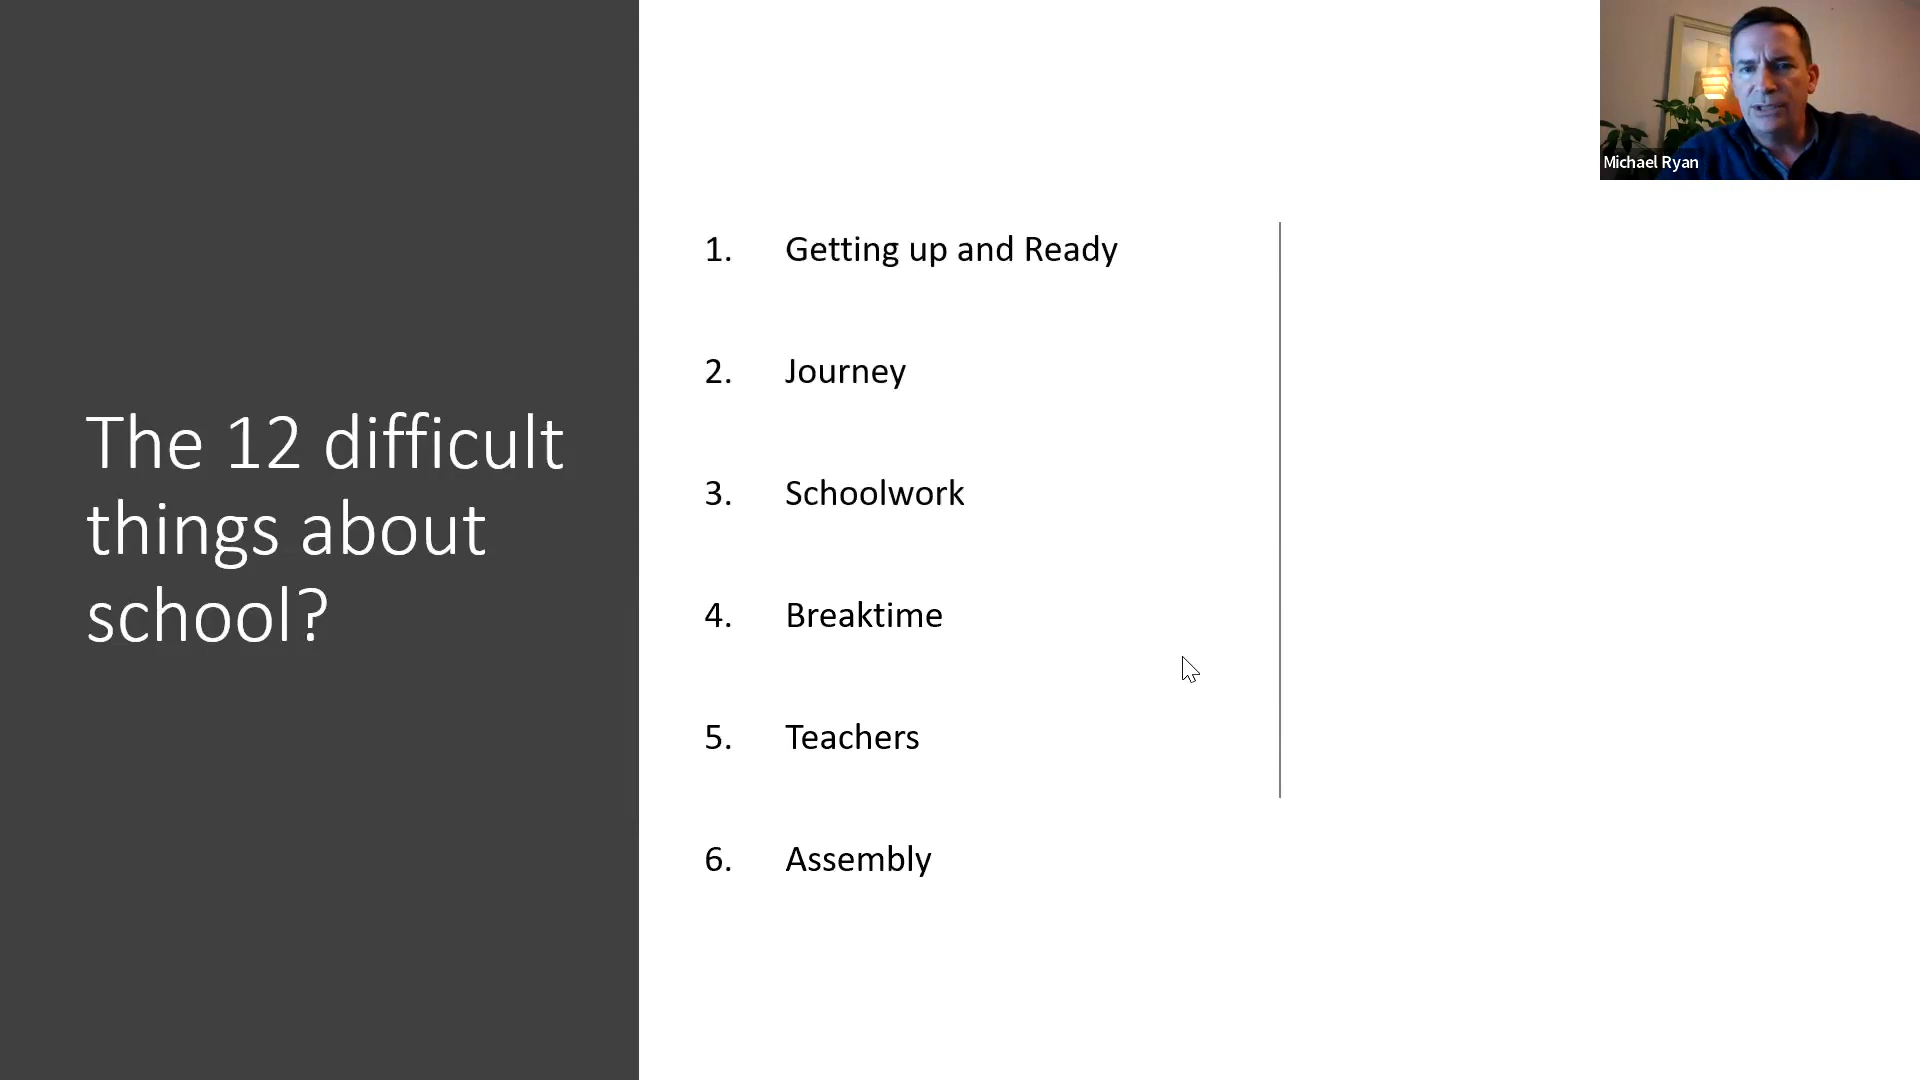 The 12 difficult
things about
school?
1. Getting up and Ready
2. Journey
3. Schoolwork
4. Breaktime
5. Teachers
6. Assembly
Michael Ryan